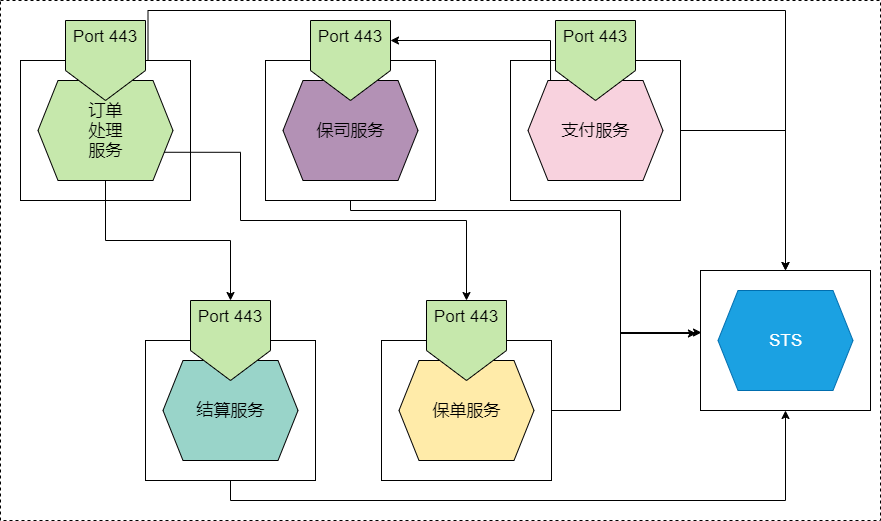 Port 443
Port 443
Port 443
订单
处理
服务
保司服务
支付服务
Port 443
Port 443
STS
结算服务
保单服务